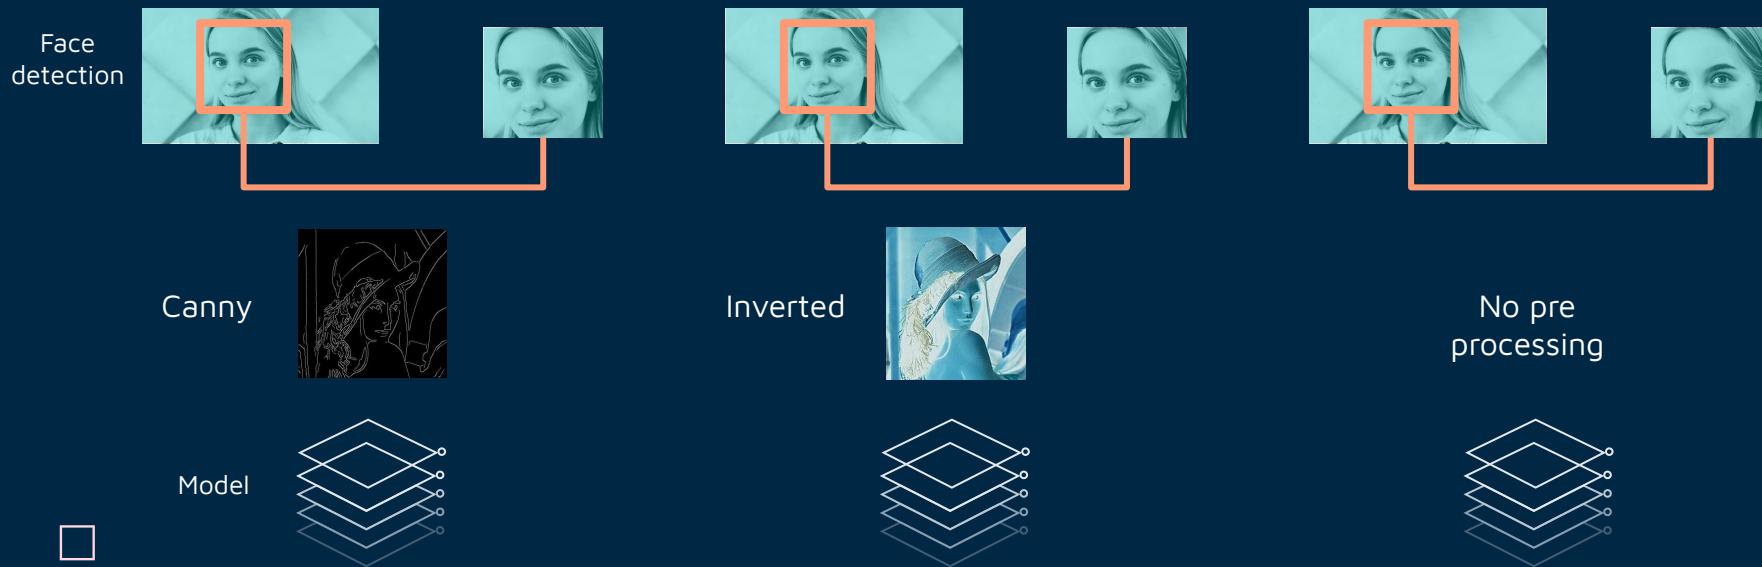 Face
detection
Canny
Inverted
No pre
processing
Model